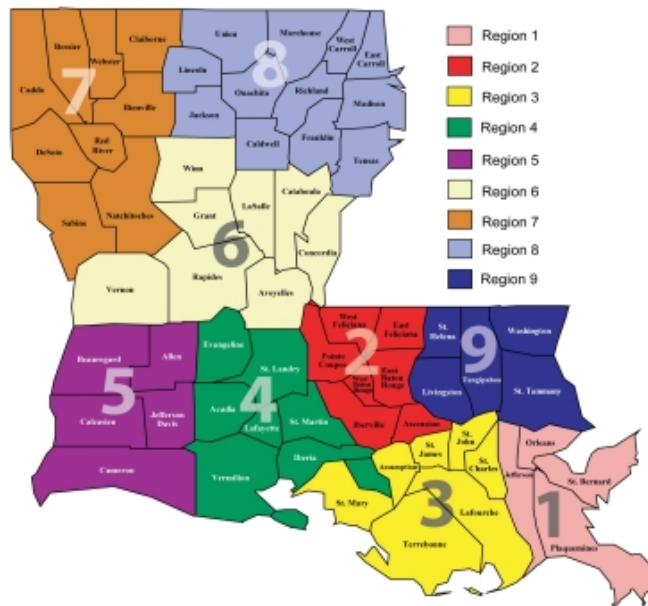 Region 1
Region 2
Region 3
Region 4
Region 5
Region 6
Region 7
Region 8
Region 9
7
Caddo
Bossier
Webster
Claiborne
Bienville
DeSoto
Red
River
Sabine
Natchitoches
8
Union
Morehouse
West
Carroll
East
Carroll
Lincoln
Ouachita
Richland
Madison
Jackson
Caldwell
Franklin
Tensas
6
Winn
Grant
LaSalle
Catahoula
Concordia
Vernon
Rapides
Avoyelles
5
Beauregard
Allen
Calcasieu
Jefferson
Davis
Cameron
4
Evangeline
St. Landry
Acadia
Lafayette
St. Martin
Vermilion
Iberia
2
West
Feliciana
East
Feliciana
Pointe
Coupee
West
Baton
Rouge
East
Baton
Rouge
Iberville
Ascension
9
St.
Helena
Washington
Livingston
Tangipahoa
St. Tammany
3
Assumption
St.
James
St.
John
St.
Charles
St. Mary
Lafourche
Terrebonne
1
Orleans
Jefferson
St. Bernard
Plaquemines